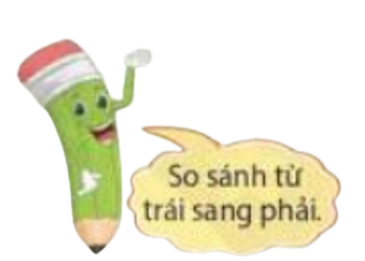 So sánh từ
trái sang phải.